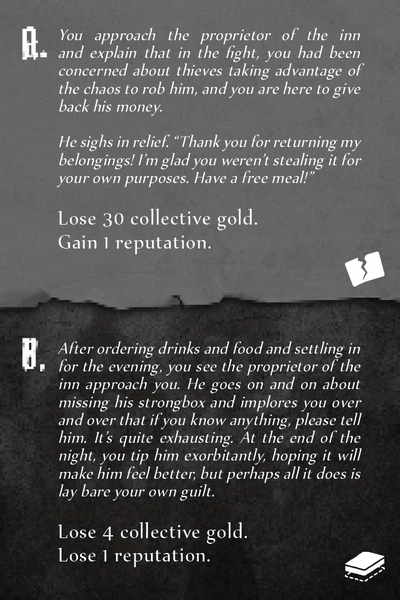 A. You approach the proprietor of the inn
and explain that in the fight, you had been
concerned about thieves taking advantage of
the chaos to rob him, and you are here to give
back his money.
He sighs in relief. “Thank you for returning my
belongings! I’m glad you weren’t stealing it for
your own purposes. Have a free meal!”
Lose 30 collective gold.
Gain 1 reputation.
B. After ordering drinks and food and settling in
for the evening, you see the proprietor of the
inn approach you. He goes on and on about
missing his strongbox and implores you over
and over that if you know anything, please tell
him. It’s quite exhausting. At the end of the
night, you tip him exorbitantly, hoping it will
make him feel better, but perhaps all it does is
lay bare your own guilt.
Lose 4 collective gold.
Lose 1 reputation.